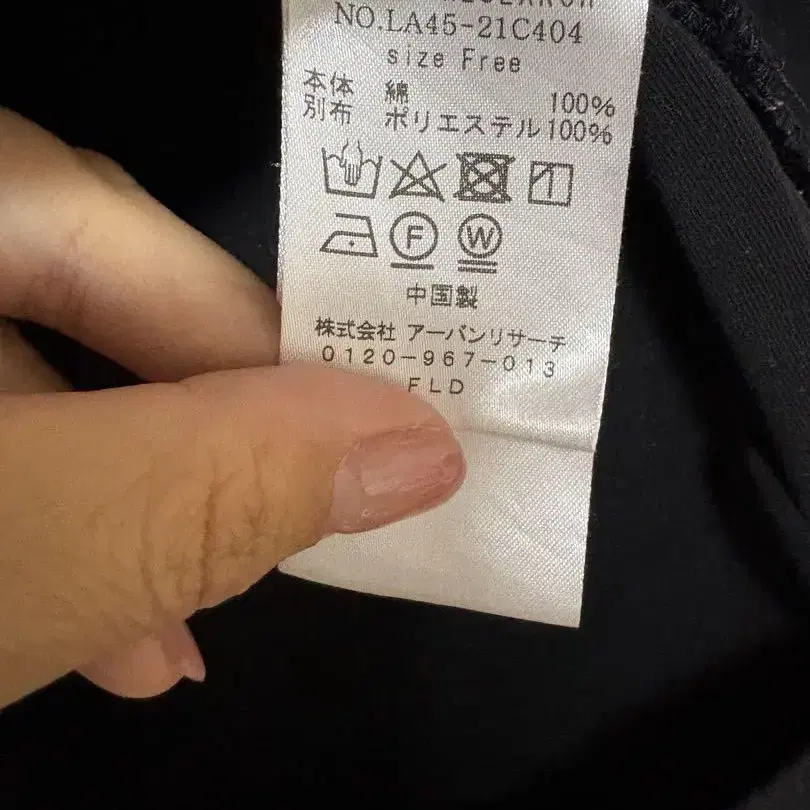 NO.LA45-21C404
size Free
本体 綿 100%
別布 ポリエステル100%
F W
中国製
株式会社 アーバンリサーチ
0120-967-013
FLD